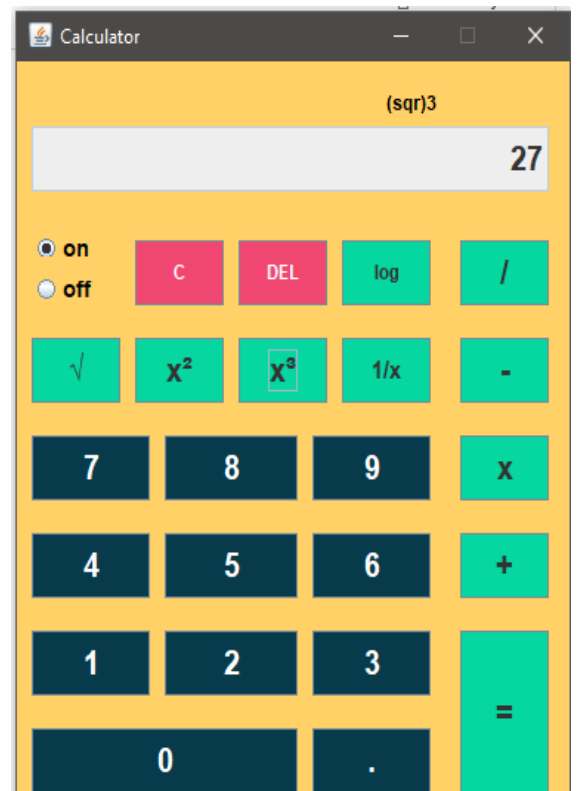 Calculator
(sqr)3
27
on
C DEL log /
off
√ x² x³ 1/x -
7 8 9 x
4 5 6 +
1 2 3
=
0 .